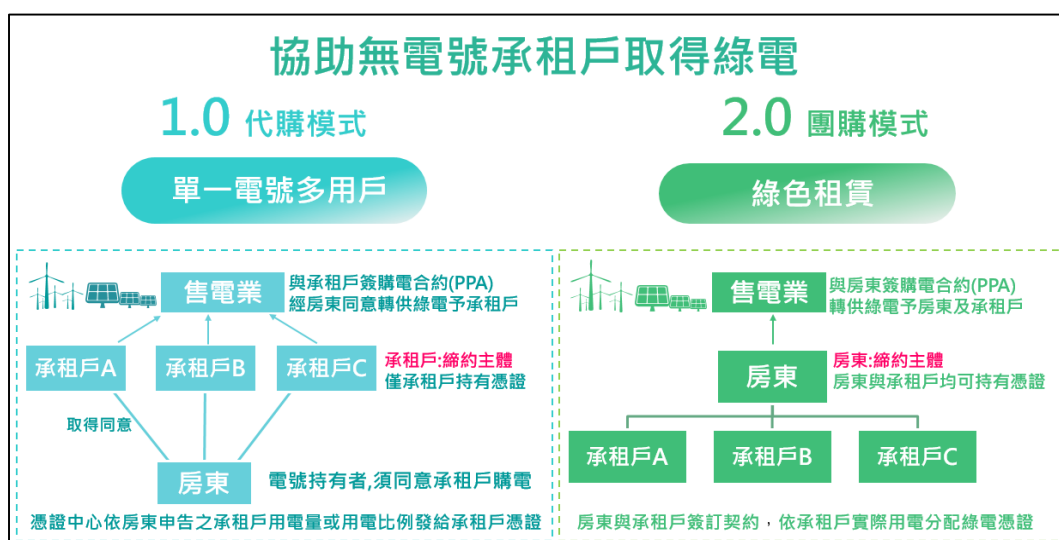 協助無電號承租戶取得綠電
1.0 代購模式
單一電號多用戶
售電業
與承租戶簽購電合約(PPA)
經房東同意轉供綠電予承租戶
承租戶A
承租戶B
承租戶C
承租戶:締約主體
僅承租戶持有憑證
取得同意
房東
電號持有者,須同意承租戶購電
憑證中心依房東申告之承租戶用電量或用電比例發給承租戶憑證
2.0 團購模式
綠色租賃
售電業
與房東簽購電合約(PPA)
轉供綠電予房東及承租戶
房東
房東:締約主體
房東與承租戶均可持有憑證
承租戶A
承租戶B
承租戶C
房東與承租戶簽訂契約，依承租戶實際用電分配綠電憑證